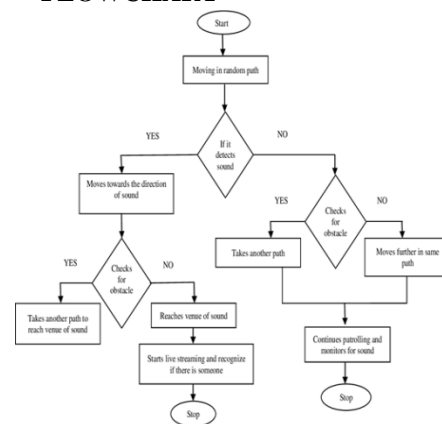 FLOWCHART
Start
Moving in random path
YES
NO
If it
detects
sound
Moves towards the direction
of sound
YES
NO
Checks
for
obstacle
Takes another path
Moves further in same
path
YES
NO
Checks
for
obstacle
Takes another path to
reach venue of sound
Reaches venue of sound
Continues patrolling and
monitors for sound
Starts live streaming and recognize
if there is someone
Stop
Stop